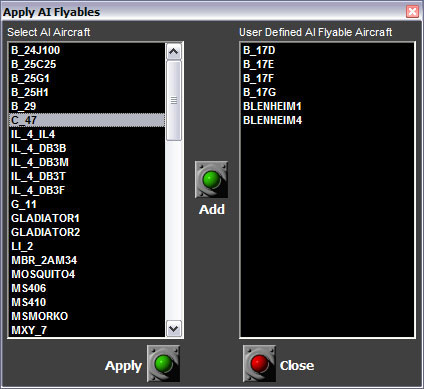 Apply AI Flyables
Select AI Aircraft
User Defined AI Flyable Aircraft
B_24J100
B_25C25
B_25G1
B_25H1
B_29
C_47
IL_4_IL4
IL_4_DB3B
IL_4_DB3M
IL_4_DB3T
IL_4_DB3F
G_11
GLADIATOR1
GLADIATOR2
LI_2
MBR_2AM34
MOSQUITO4
MS406
MS410
MSMORKO
MXY_7
B_17D
B_17E
B_17F
B_17G
BLENHEIM1
BLENHEIM4
Add
Apply
Close